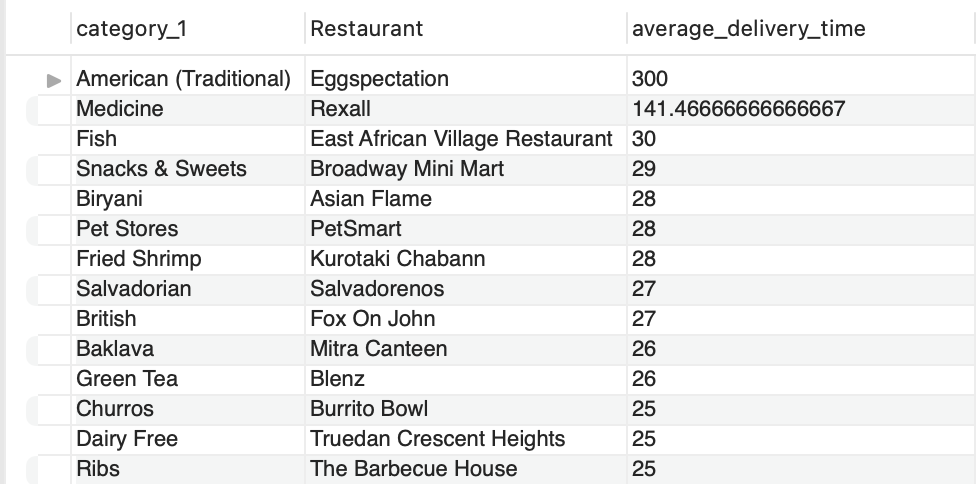 category_1 Restaurant average_delivery_time
American (Traditional) Eggspectation 300
Medicine Rexall 141.46666666666667
Fish East African Village Restaurant 30
Snacks & Sweets Broadway Mini Mart 29
Biryani Asian Flame 28
Pet Stores PetSmart 28
Fried Shrimp Kurotaki Chabann 28
Salvadorian Salvadorenos 27
British Fox On John 27
Baklava Mitra Canteen 26
Green Tea Blenz 26
Churros Burrito Bowl 25
Dairy Free Truedan Crescent Heights 25
Ribs The Barbecue House 25